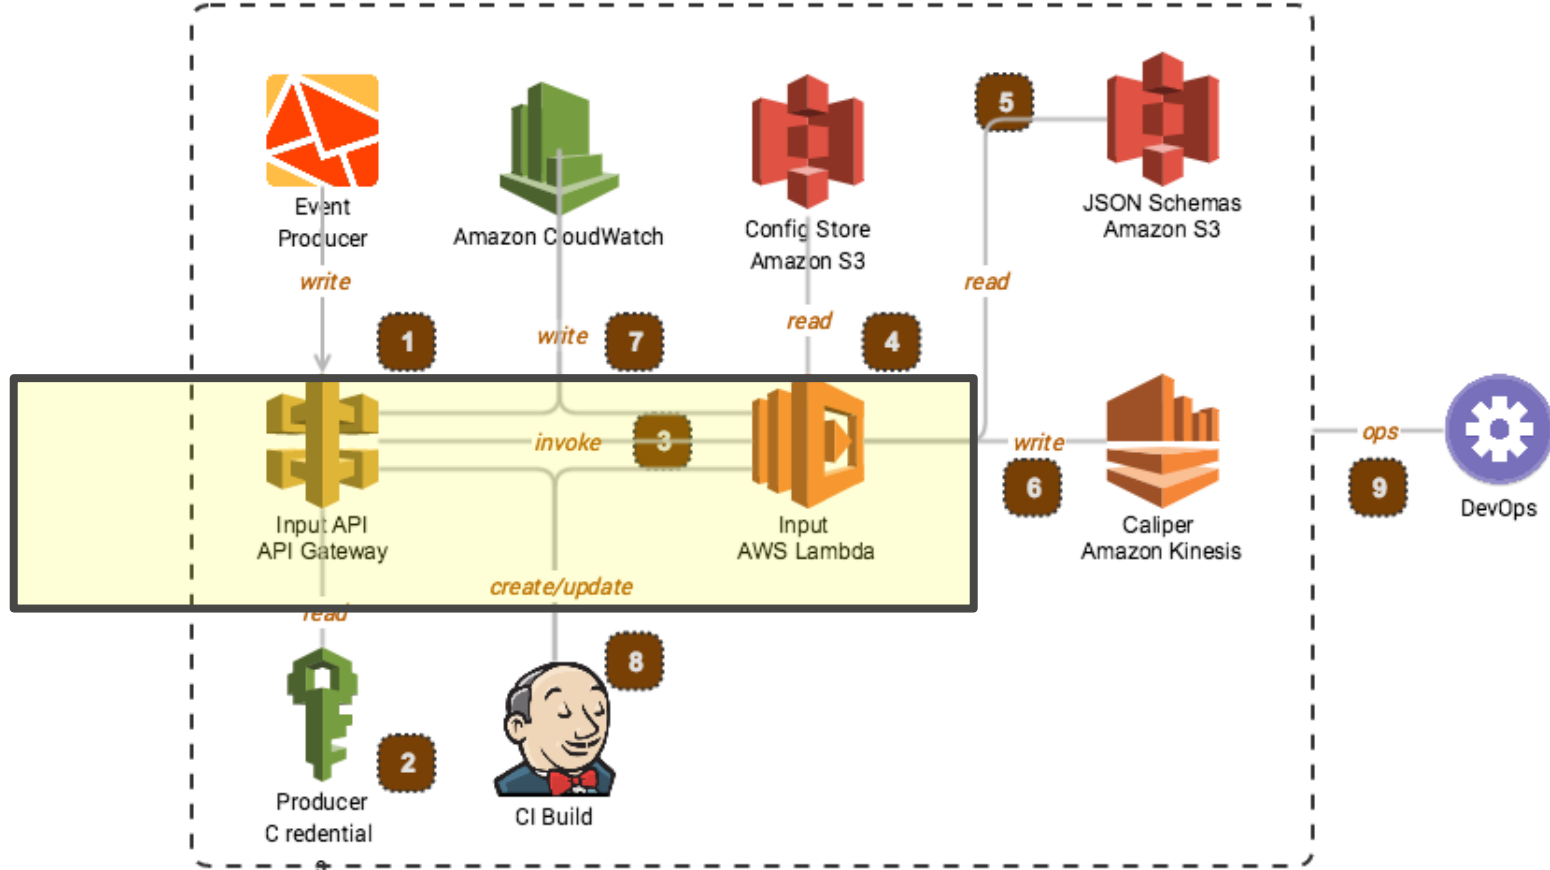 5
Event
Producer
Amazon CloudWatch
Config Store
Amazon S3
JSON Schemas
Amazon S3
write
read
read
1
write
7
4
invoke
3
write
ops
6
9
Input API
API Gateway
Input
AWS Lambda
Caliper
Amazon Kinesis
DevOps
create/update
read
8
2
Producer
C redential
CI Build